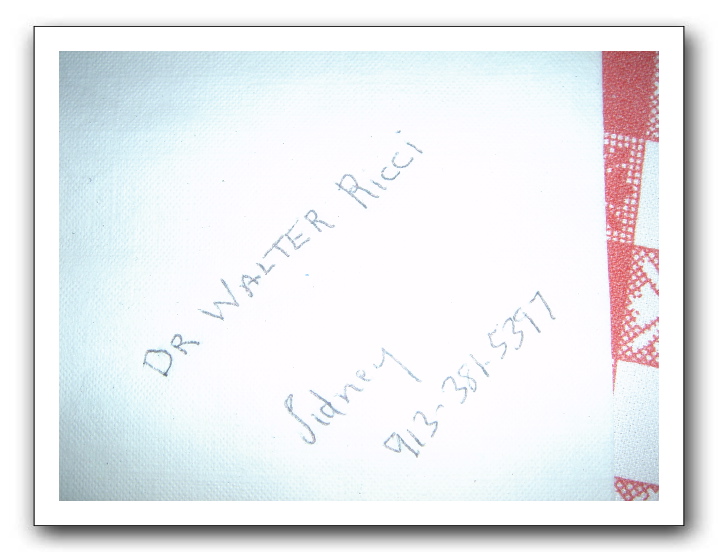 DR WALTER RICCI
Sidney
913-381-5397